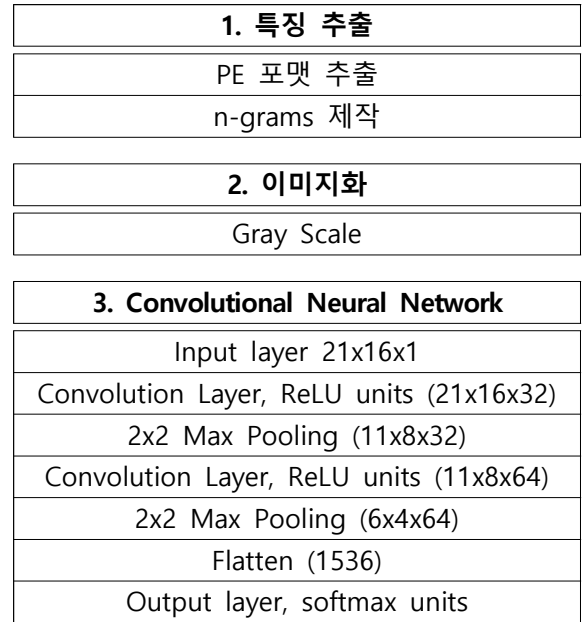 1. 특징 추출
PE 포맷 추출
n-grams 제작
2. 이미지화
Gray Scale
3. Convolutional Neural Network
Input layer 21x16x1
Convolution Layer, ReLU units (21x16x32)
2x2 Max Pooling (11x8x32)
Convolution Layer, ReLU units (11x8x64)
2x2 Max Pooling (6x4x64)
Flatten (1536)
Output layer, softmax units